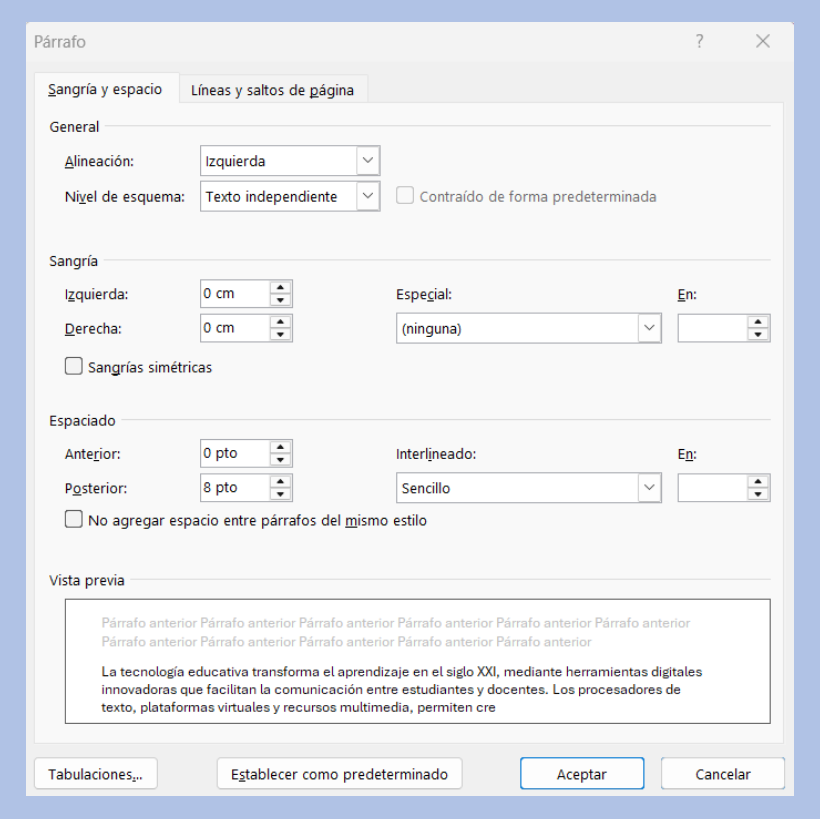 Párrafo ?
Sangría y espacio Líneas y saltos de página
General
Alineación: Izquierda
Nivel de esquema: Texto independiente Contraído de forma predeterminada
Sangría
Izquierda: 0 cm Especial: En:
Derecha: 0 cm (ninguna)
Sangrías simétricas
Espaciado
Anterior: 0 pto Interlineado: En:
Posterior: 8 pto Sencillo
No agregar espacio entre párrafos del mismo estilo
Vista previa
Párrafo anterior Párrafo anterior Párrafo anterior Párrafo anterior Párrafo anterior Párrafo anterior
Párrafo anterior Párrafo anterior Párrafo anterior Párrafo anterior Párrafo anterior
La tecnología educativa transforma el aprendizaje en el siglo XXI, mediante herramientas digitales
innovadoras que facilitan la comunicación entre estudiantes y docentes. Los procesadores de
texto, plataformas virtuales y recursos multimedia, permiten cre
Tabulaciones... Establecer como predeterminado Aceptar Cancelar